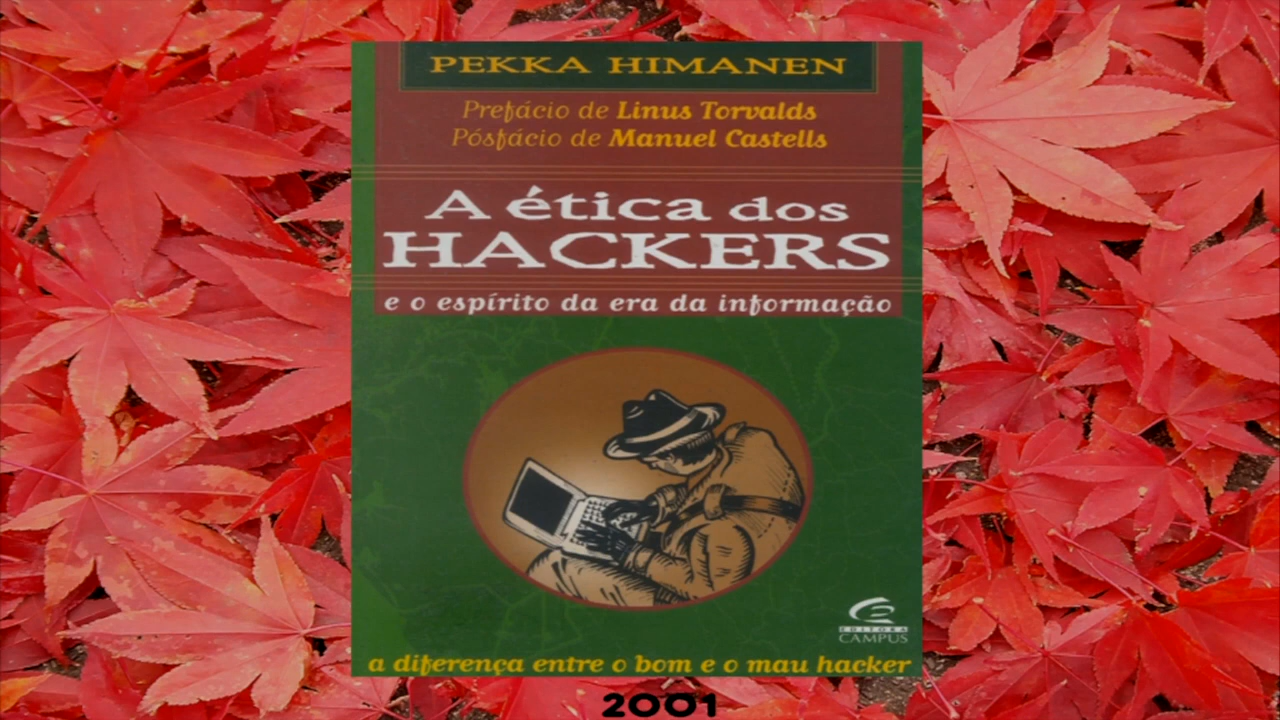 PEKKA HIMANEN
Prefácio de Linus Torvalds
Pósfácio de Manuel Castells
A ética dos
HACKERS
e o espírito da era da informação
EDITORA
CAMPUS
a diferença entre o bom e o mau hacker
2001